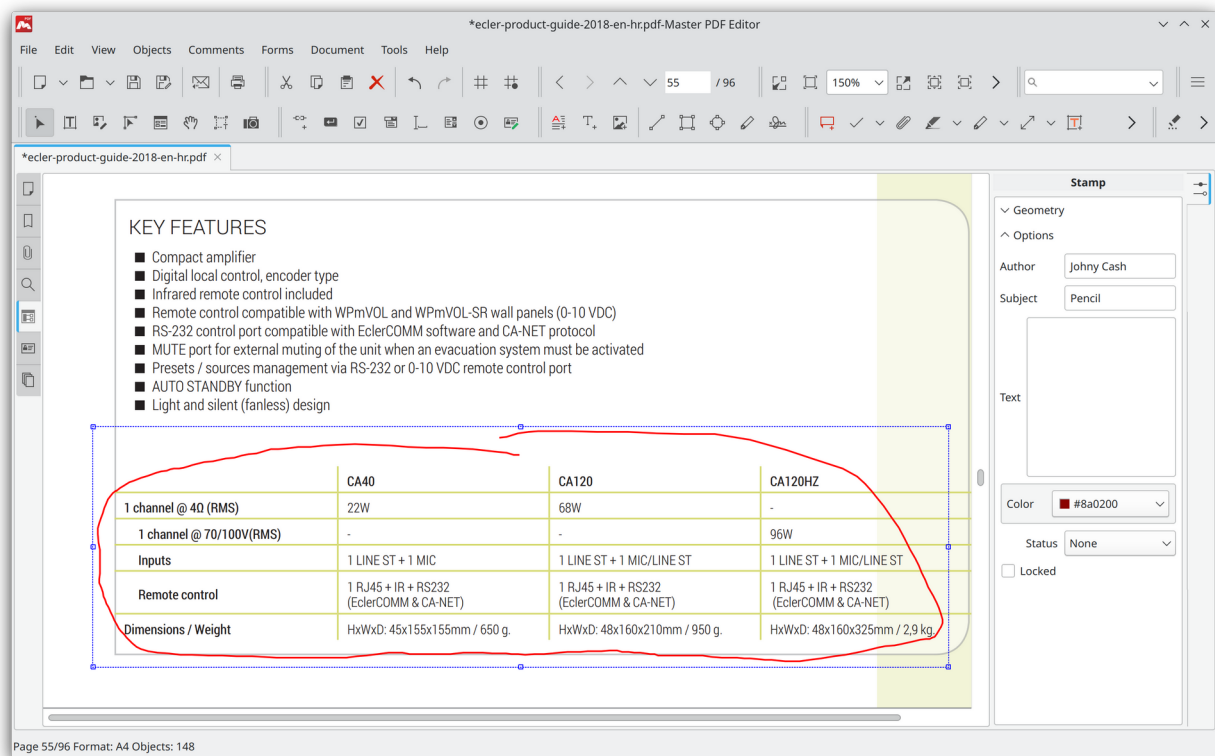 *ecler-product-guide-2018-en-hr.pdf-Master PDF Editor
File Edit View Objects Comments Forms Document Tools Help
55 / 96 150%
*ecler-product-guide-2018-en-hr.pdf
KEY FEATURES
■ Compact amplifier
■ Digital local control, encoder type
■ Infrared remote control included
■ Remote control compatible with WPmVOL and WPmVOL-SR wall panels (0-10 VDC)
■ RS-232 control port compatible with EclerCOMM software and CA-NET protocol
■ MUTE port for external muting of the unit when an evacuation system must be activated
■ Presets / sources management via RS-232 or 0-10 VDC remote control port
■ AUTO STANDBY function
■ Light and silent (fanless) design
CA40 CA120 CA120HZ
1 channel @ 4Ω (RMS) 22W 68W -
1 channel @ 70/100V(RMS) - - 96W
Inputs 1 LINE ST + 1 MIC 1 LINE ST + 1 MIC/LINE ST 1 LINE ST + 1 MIC/LINE ST
Remote control 1 RJ45 + IR + RS232 1 RJ45 + IR + RS232 1 RJ45 + IR + RS232
(EclerCOMM & CA-NET) (EclerCOMM & CA-NET) (EclerCOMM & CA-NET)
Dimensions / Weight HxWxD: 45x155x155mm / 650 g. HxWxD: 48x160x210mm / 950 g. HxWxD: 48x160x325mm / 2,9 kg.
Stamp
Geometry
Options
Author Johny Cash
Subject Pencil
Text
Color #8a0200
Status None
Locked
Page 55/96 Format: A4 Objects: 148